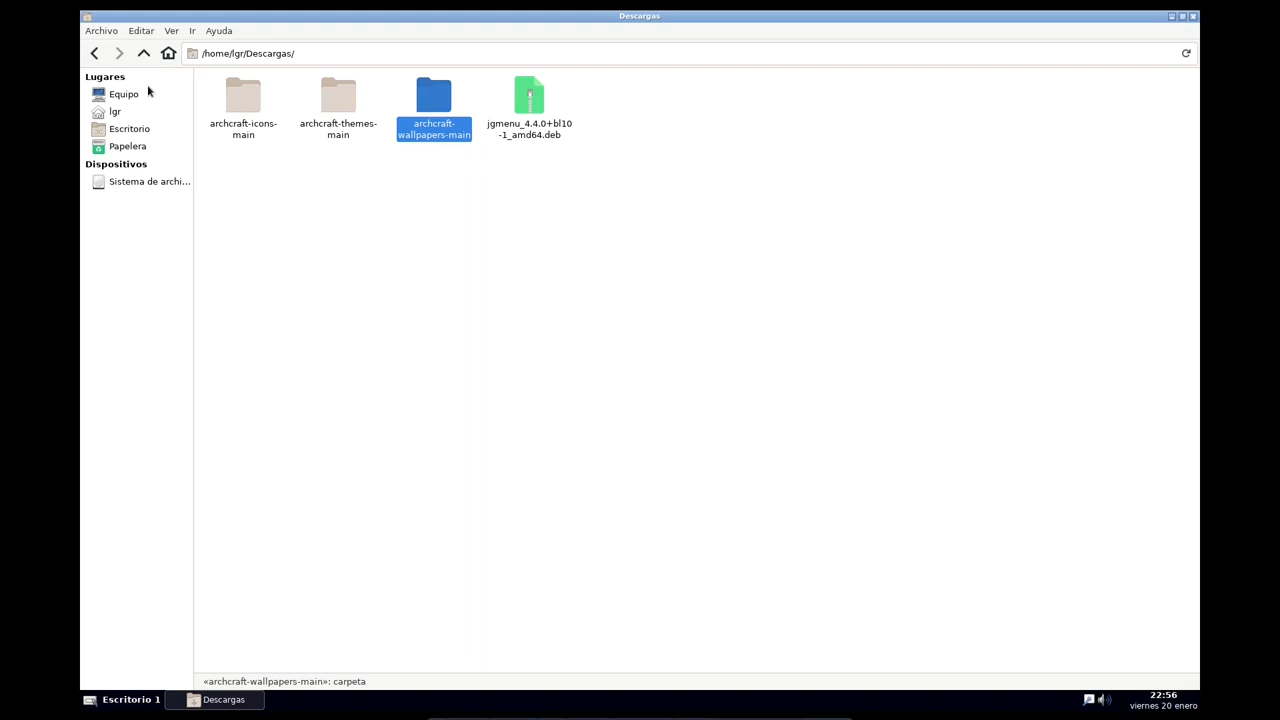 Descargas
Archivo Editar Ver Ir Ayuda
/home/lgr/Descargas/
Lugares
Equipo
lgr
Escritorio
Papelera
Dispositivos
Sistema de archi...
archcraft-icons-
main
archcraft-themes-
main
archcraft-
wallpapers-main
jgmenu_4.4.0+bl10
-1_amd64.deb
«archcraft-wallpapers-main»: carpeta
Escritorio 1
Descargas
22:56
viernes 20 enero